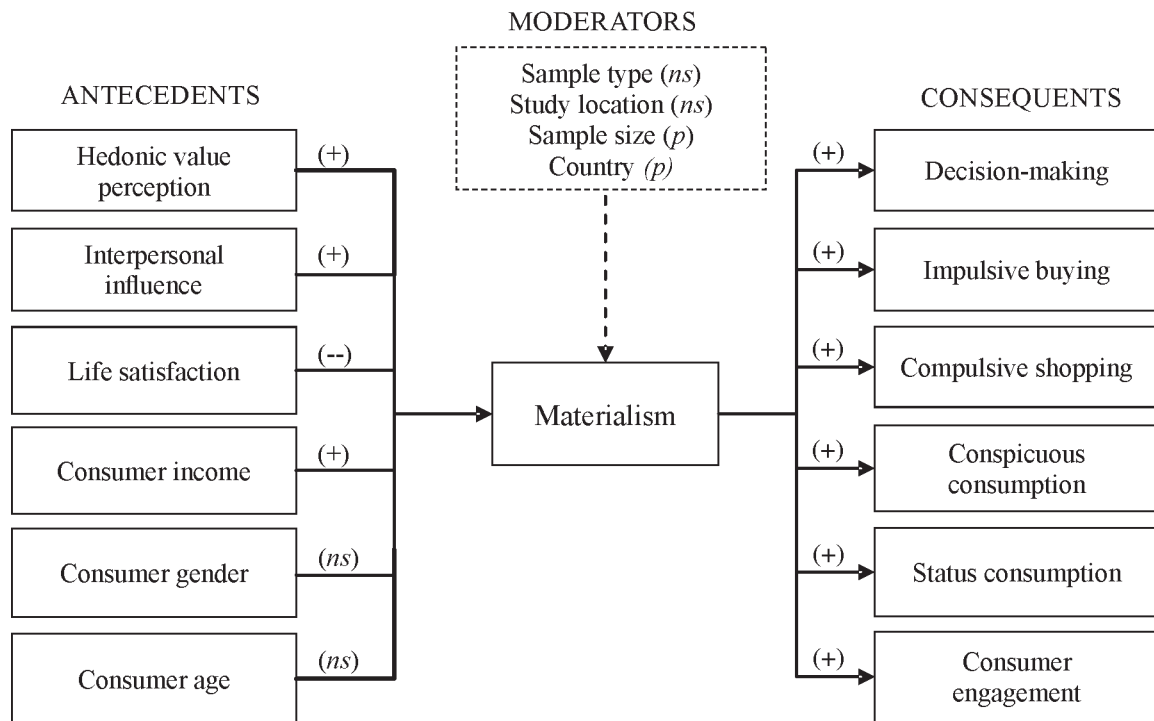 MODERATORS
Sample type (ns)
Study location (ns)
Sample size (p)
Country (p)
ANTECEDENTS
Hedonic value
perception
(+)
Interpersonal
influence
(+)
Life satisfaction
(--)
Consumer income
(+)
Consumer gender
(ns)
Consumer age
(ns)
Materialism
CONSEQUENTS
(+)
Decision-making
(+)
Impulsive buying
(+)
Compulsive shopping
(+)
Conspicuous
consumption
(+)
Status consumption
(+)
Consumer
engagement